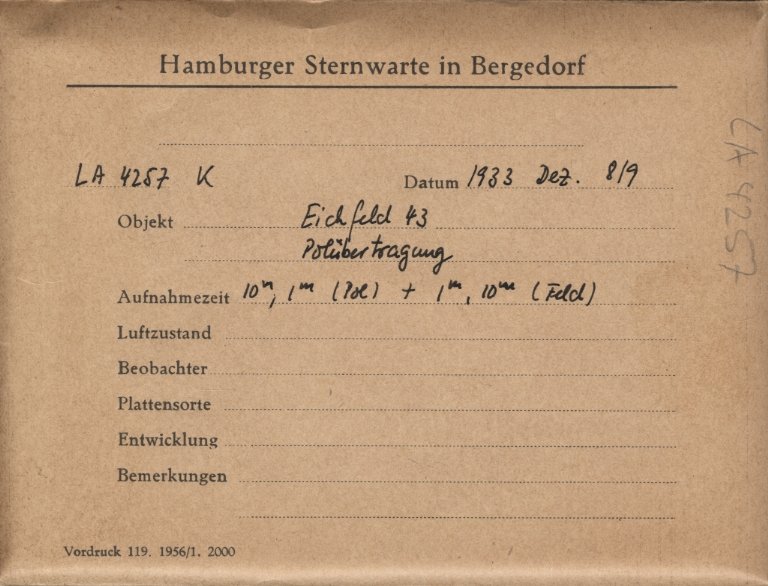 Hamburger Sternwarte in Bergedorf
LA 4257 K Datum 1933 Dez. 8/9
Objekt Eichfeld 43
Polübertragung
Aufnahmezeit 10ᵐ, 1ᵐ (Pol) + 1ᵐ, 10ᵐ (Feld)
Luftzustand
Beobachter
Plattensorte
Entwicklung
Bemerkungen
Vordruck 119. 1956/1. 2000
LA 4257